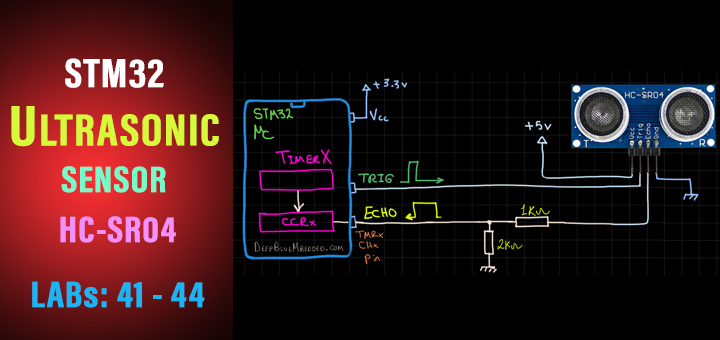 STM32
ULTRASONIC
SENSOR
HC-SR04
LABs: 41 - 44
+3.3v
Vcc
STM32
μC
TIMERX
CCRx
DEEPBLUEMBEDDED.COM
TRIG
ECHO
TMRx
CHx
Pin
+5v
1KΩ
2KΩ
HC-SR04
T
R
Vcc
Trig
Echo
Gnd